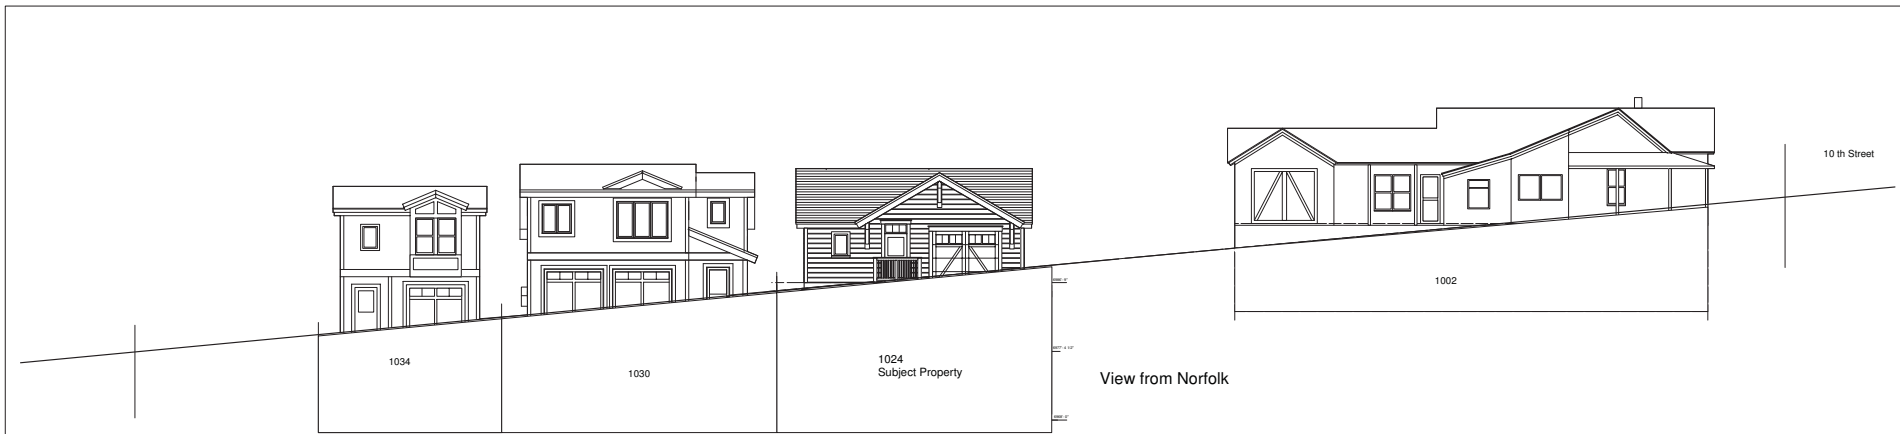 10 th Street
1002
1034
1030
1024
Subject Property
View from Norfolk